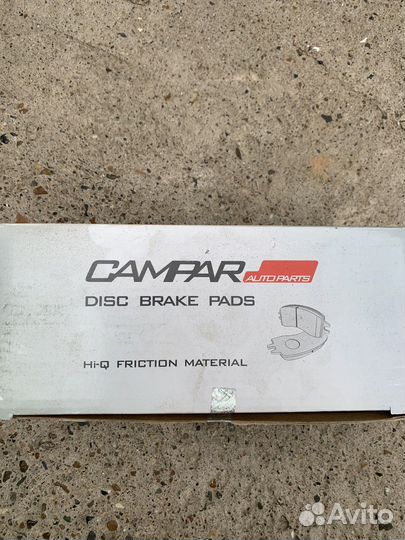 CAMPAR AUTO PARTS
DISC BRAKE PADS
Hi-Q FRICTION MATERIAL
Avito